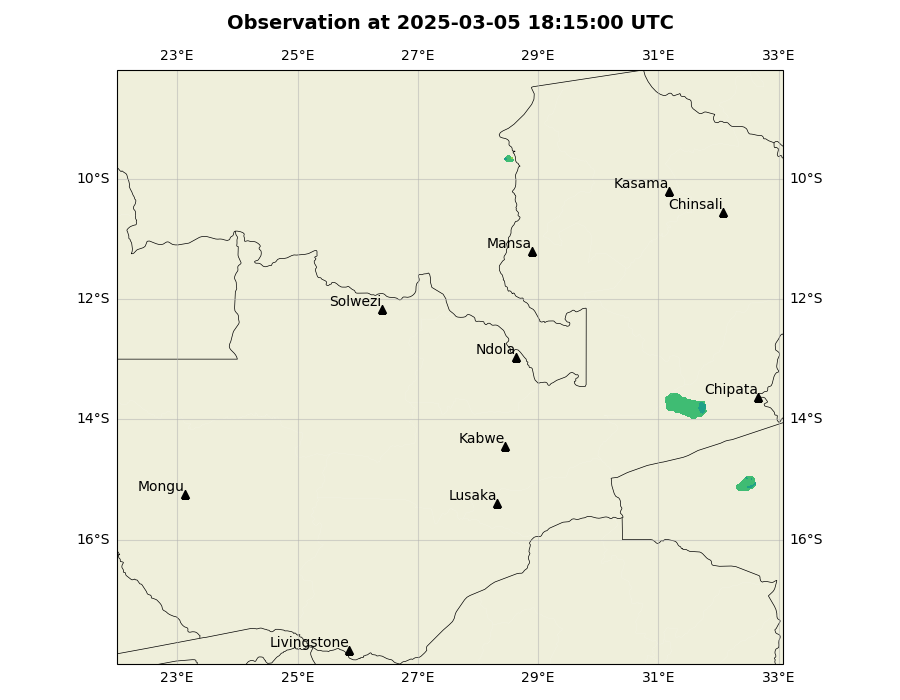 Observation at 2025-03-05 18:15:00 UTC
23°E 25°E 27°E 29°E 31°E 33°E
10°S 10°S
Kasama
Chinsali
Mansa
12°S 12°S
Solwezi
Ndola
Chipata
14°S 14°S
Kabwe
Mongu
Lusaka
16°S 16°S
Livingstone
23°E 25°E 27°E 29°E 31°E 33°E